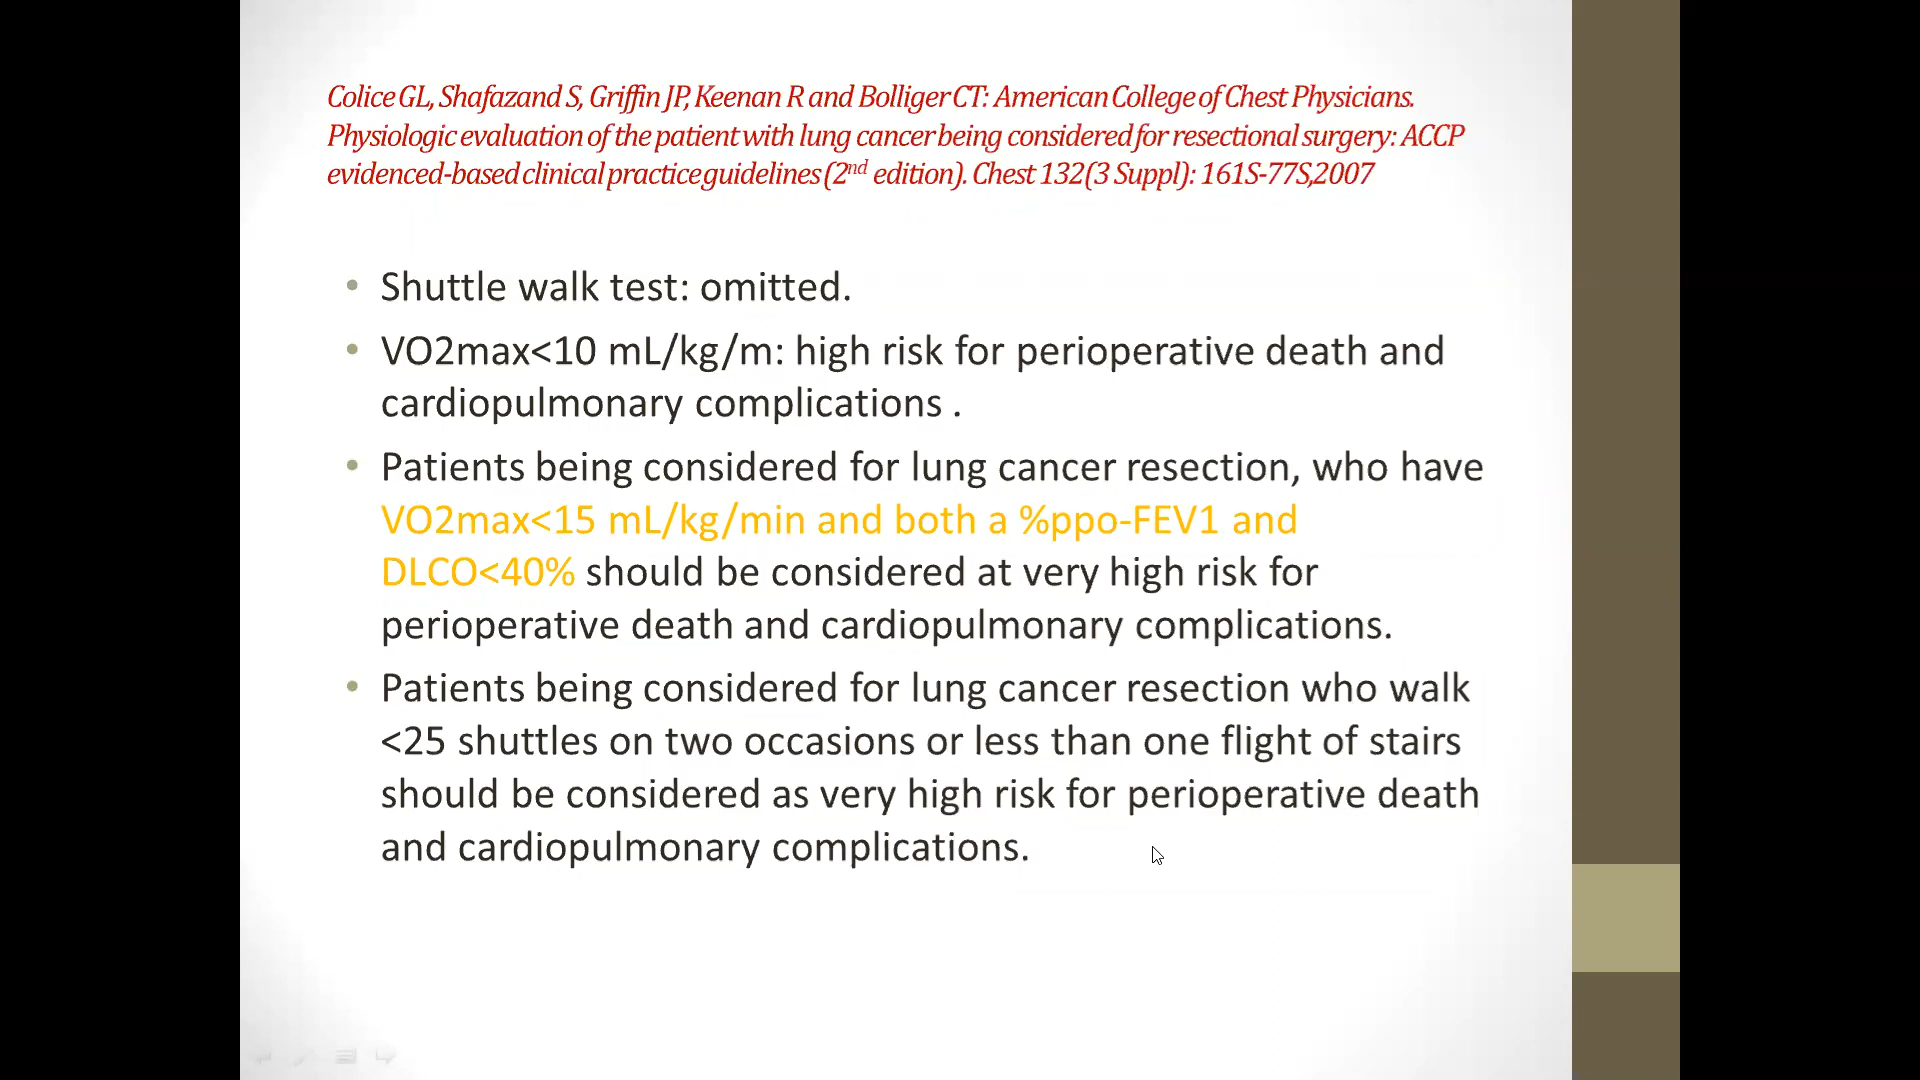 Colice GL, Shafazand S, Griffin JP, Keenan R and Bolliger CT: American College of Chest Physicians.
Physiologic evaluation of the patient with lung cancer being considered for resectional surgery: ACCP
evidenced-based clinical practice guidelines (2nd edition). Chest 132(3 Suppl): 161S-77S,2007
• Shuttle walk test: omitted.
• VO2max<10 mL/kg/m: high risk for perioperative death and
cardiopulmonary complications .
• Patients being considered for lung cancer resection, who have
VO2max<15 mL/kg/min and both a %ppo-FEV1 and
DLCO<40% should be considered at very high risk for
perioperative death and cardiopulmonary complications.
• Patients being considered for lung cancer resection who walk
<25 shuttles on two occasions or less than one flight of stairs
should be considered as very high risk for perioperative death
and cardiopulmonary complications.